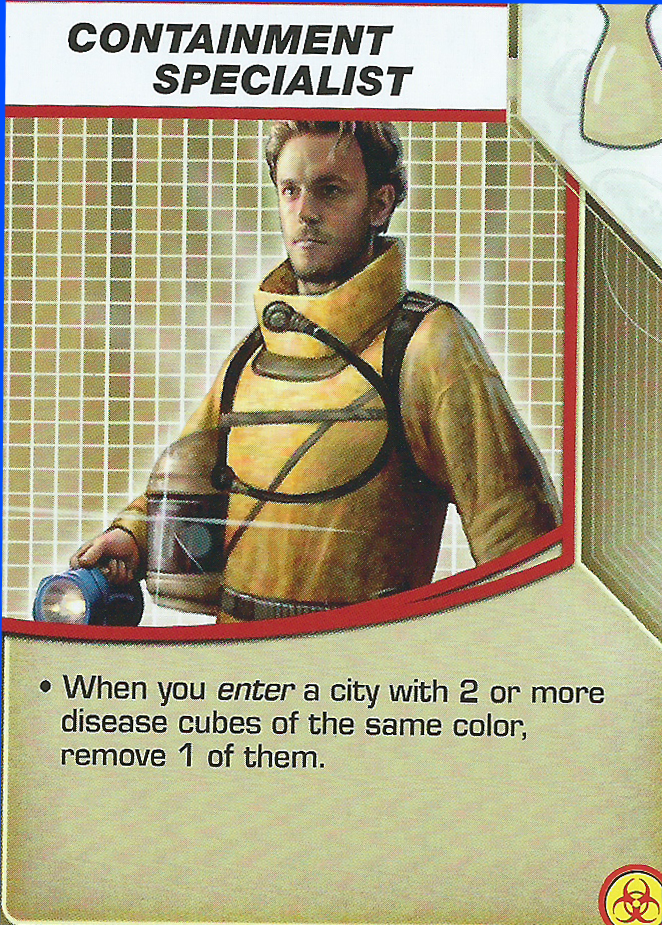 CONTAINMENT
SPECIALIST
• When you enter a city with 2 or more
disease cubes of the same color,
remove 1 of them.